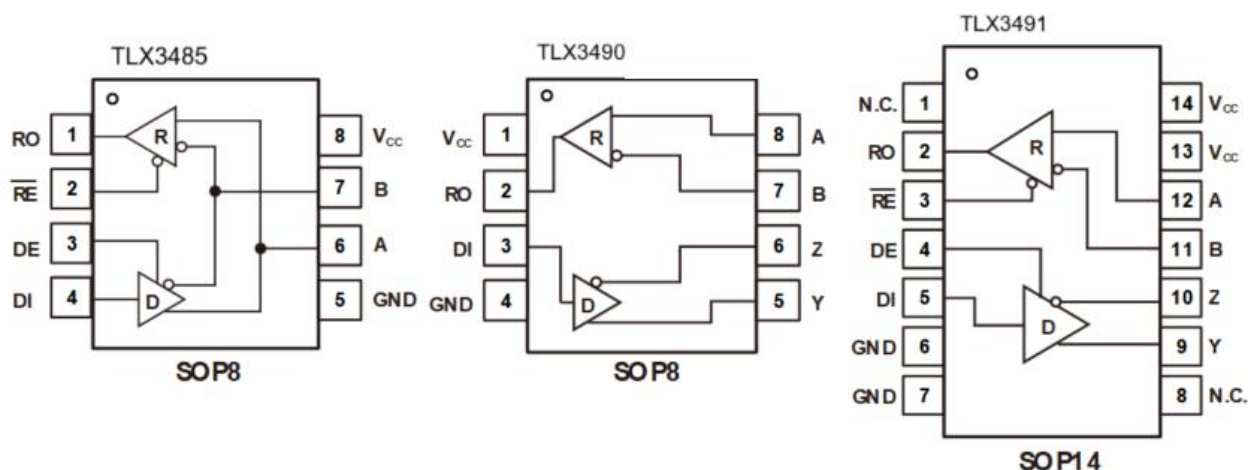 TLX3485
RO 1
R
8 Vcc
RE 2
7 B
DE 3
6 A
DI 4
D
5 GND
SOP8
TLX3490
Vcc 1
R
8 A
RO 2
7 B
DI 3
6 Z
GND 4
D
5 Y
SOP8
TLX3491
N.C. 1
14 Vcc
RO 2
R
13 Vcc
RE 3
12 A
DE 4
11 B
DI 5
D
10 Z
GND 6
9 Y
GND 7
8 N.C.
SOP14